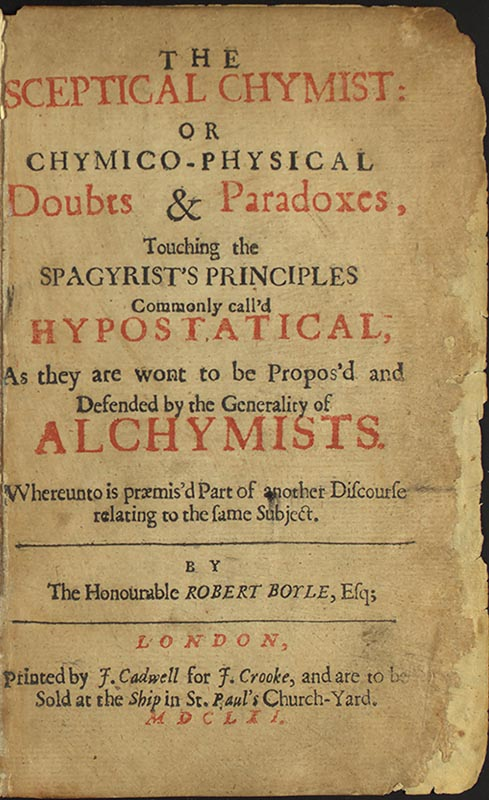 THE
SCEPTICAL CHYMIST:
OR
CHYMICO-PHYSICAL
Doubts & Paradoxes,
Touching the
SPAGYRIST'S PRINCIPLES
Commonly call'd
HYPOSTATICAL,
As they are wont to be Propos'd and
Defended by the Generality of
ALCHYMISTS.
Whereunto is præmis'd Part of another Diſcourſe
relating to the ſame Subject.
BY
The Honourable ROBERT BOYLE, Eſq;
LONDON,
Printed by J. Cadwell for J. Crooke, and are to be
Sold at the Ship in St. Paul's Church-Yard.
MDCLXI.